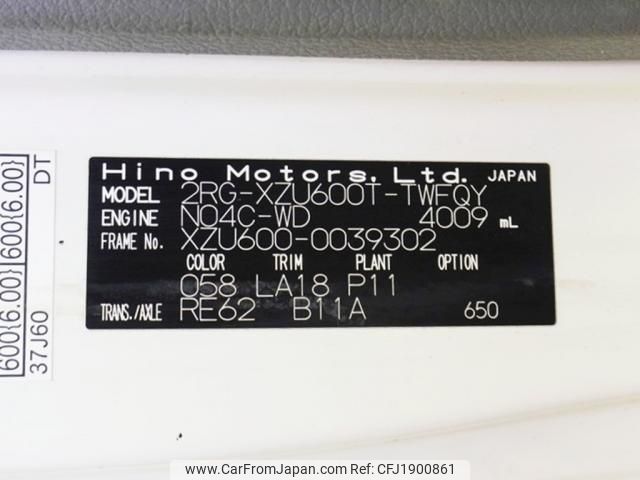 Hino Motors, Ltd. JAPAN
MODEL 2RG-XZU600T-TWFQY
ENGINE N04C-WD 4009 mL
FRAME No. XZU600-0039302
COLOR TRIM PLANT OPTION
058 LA18 P11
TRANS./AXLE RE62 B11A 650
600{6.00} 600{6.00}
37J60 DT
www.CarFromJapan.com Stock ID: CFJ1900861